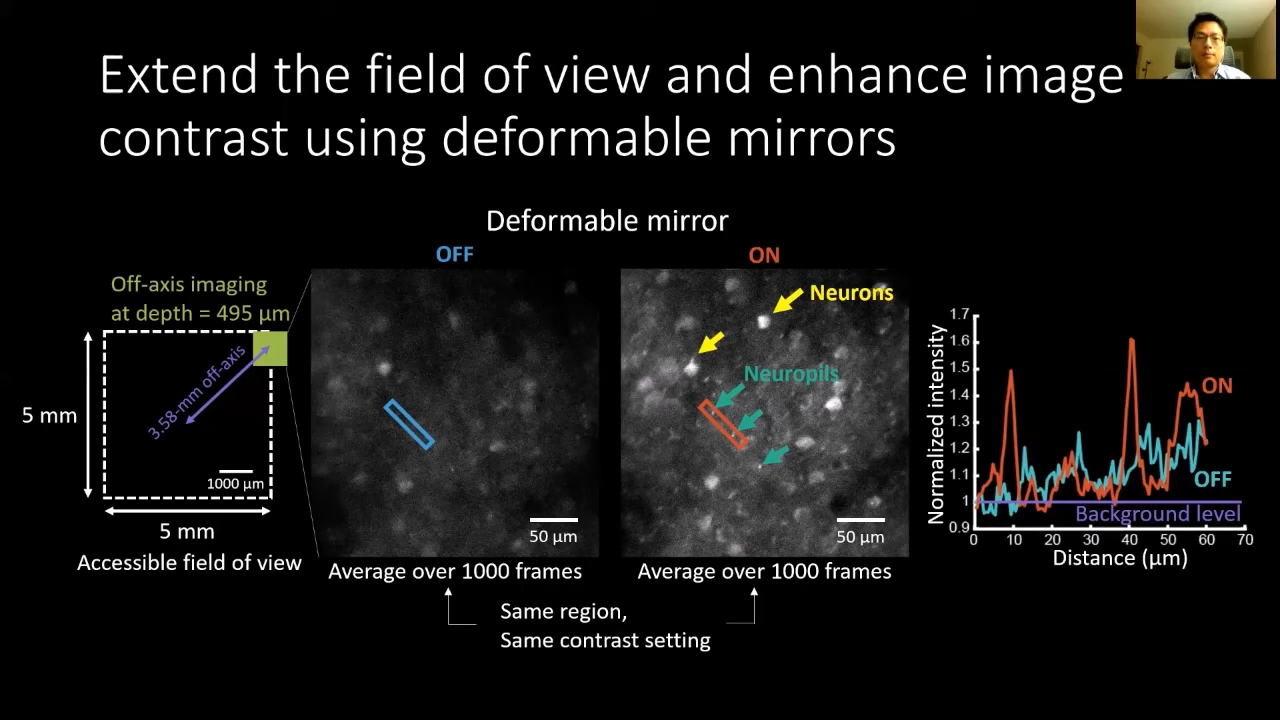 Extend the field of view and enhance image
contrast using deformable mirrors
Deformable mirror
OFF
ON
Off-axis imaging
at depth = 495 μm
3.58-mm off-axis
5 mm
1000 μm
5 mm
Accessible field of view
50 μm
Average over 1000 frames
Neurons
Neuropils
50 μm
Average over 1000 frames
Same region,
Same contrast setting
Normalized intensity
1.7
1.6
1.5
1.4
1.3
1.2
1.1
1
0.9
ON
OFF
Background level
0 10 20 30 40 50 60 70
Distance (μm)